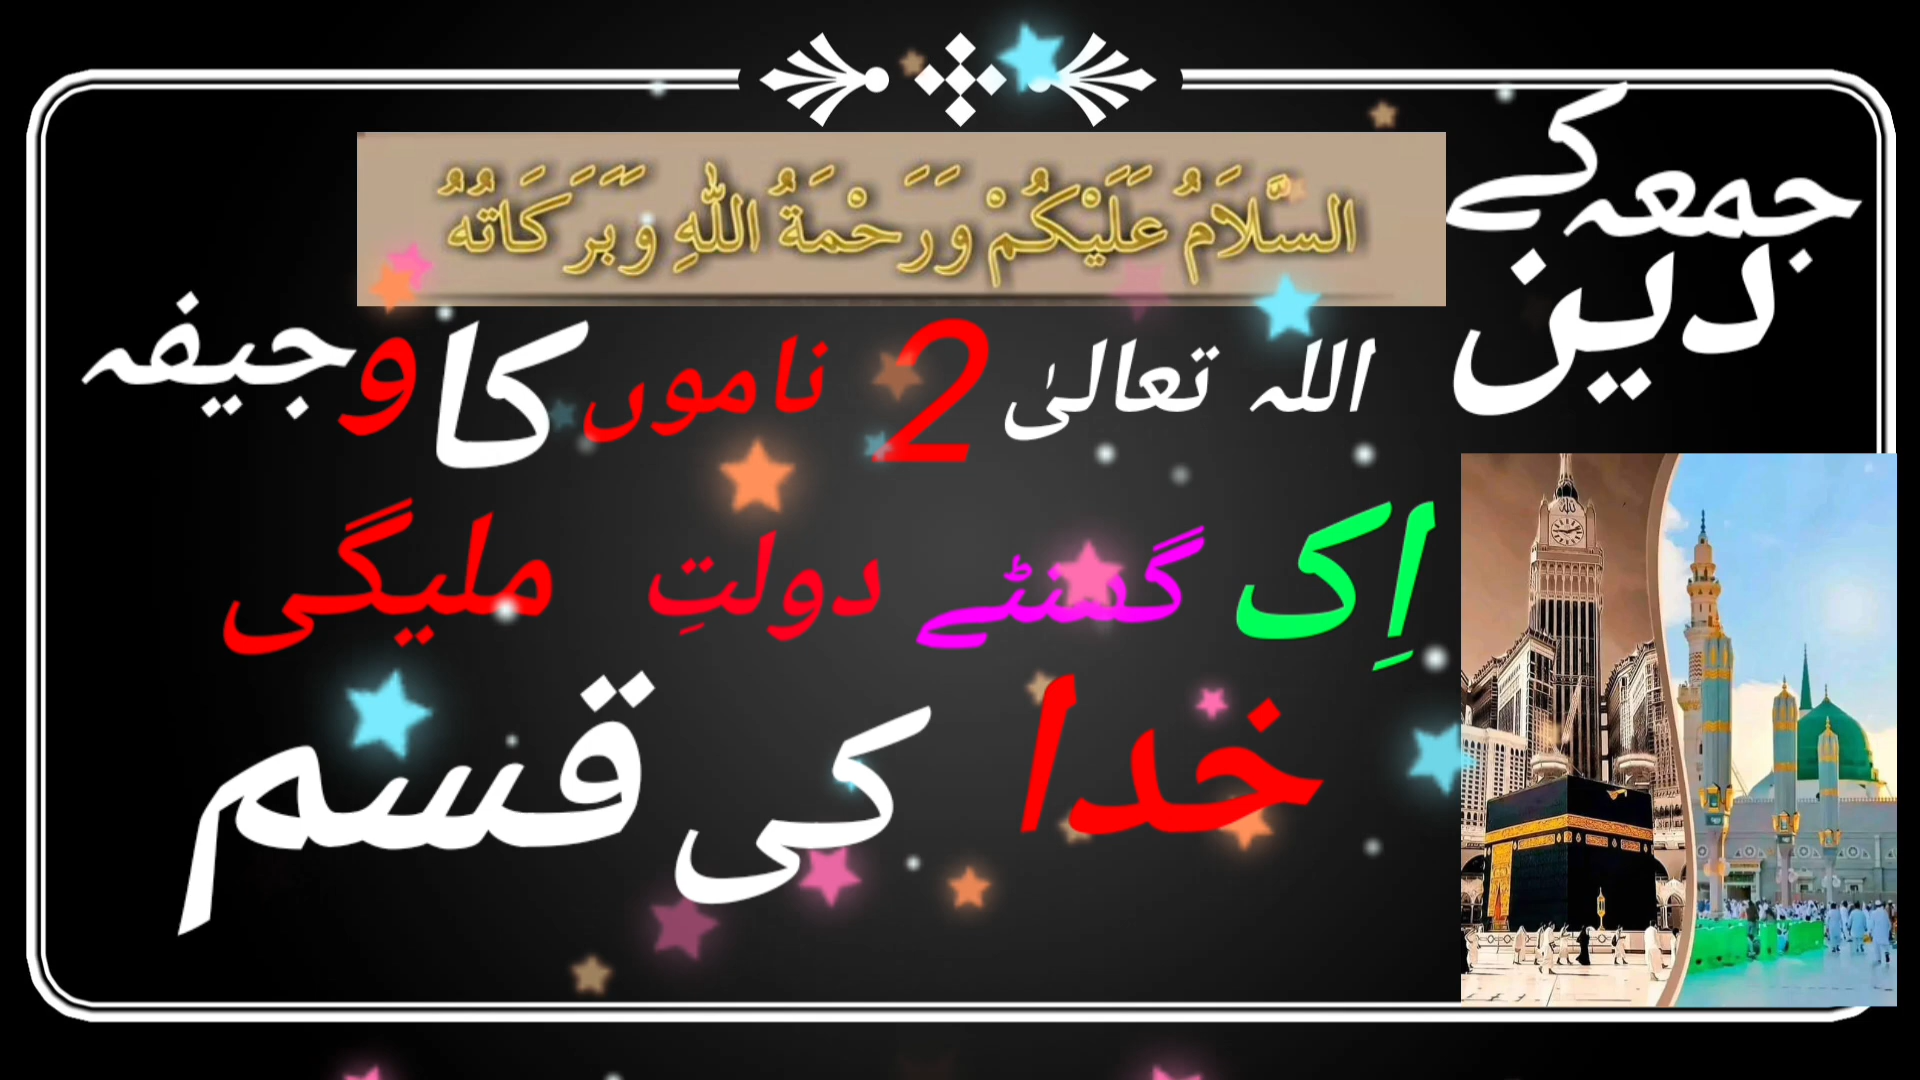 السَّلَامُ عَلَيْكُمْ وَرَحْمَةُ اللّٰهِ وَبَرَكَاتُهُ
جمعہ کے
دین
اللہ تعالیٰ 2 ناموں کا وجیفہ
اِک گھنٹے دولتِ ملیگی
خدا کی قسم